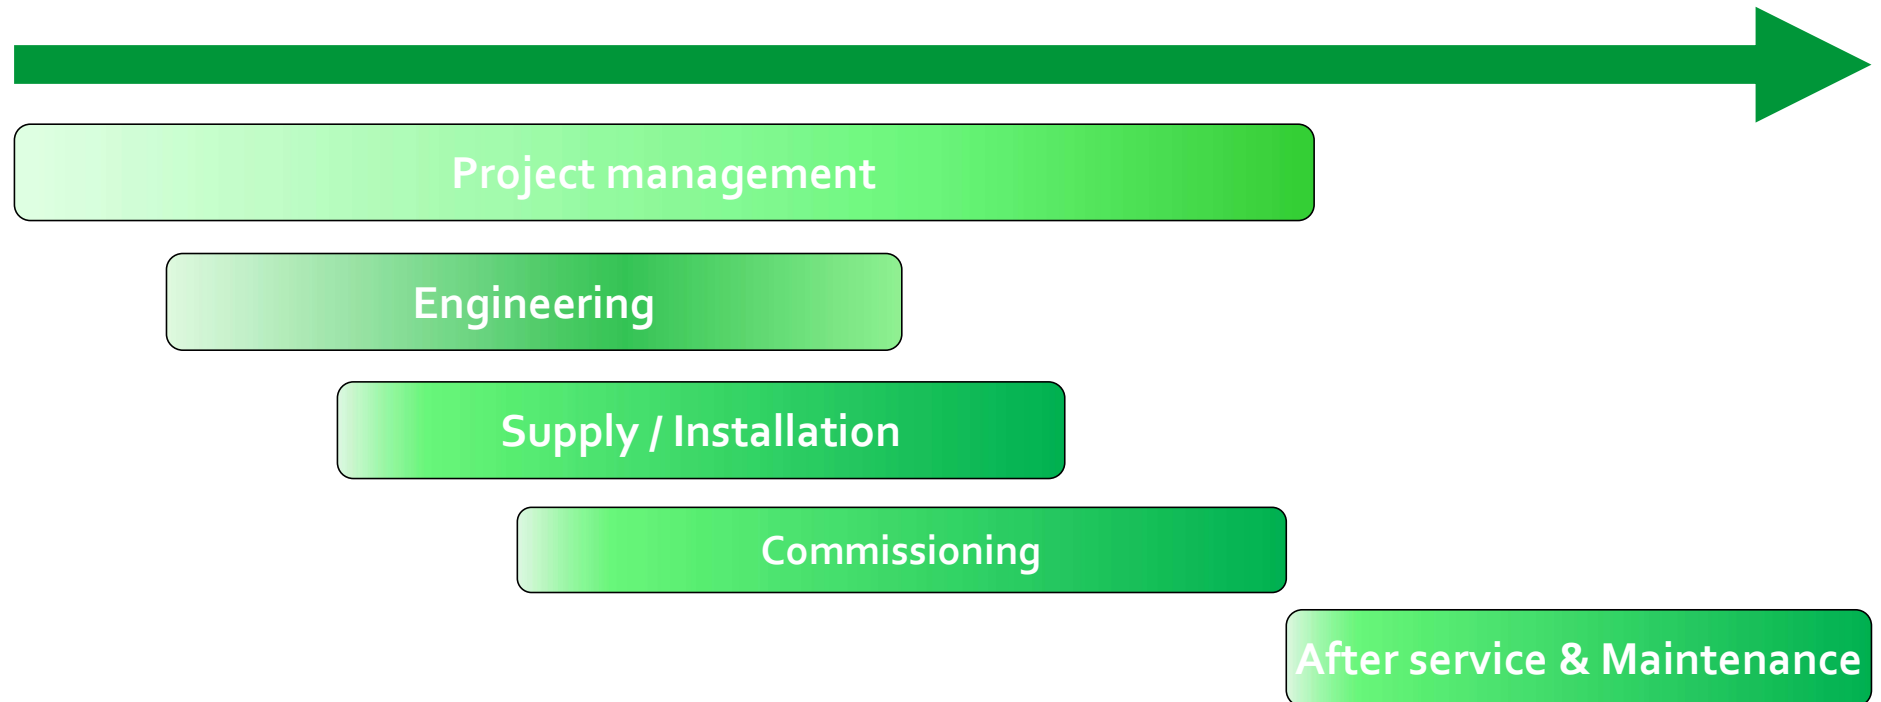 Project management
Engineering
Supply / Installation
Commissioning
After service & Maintenance